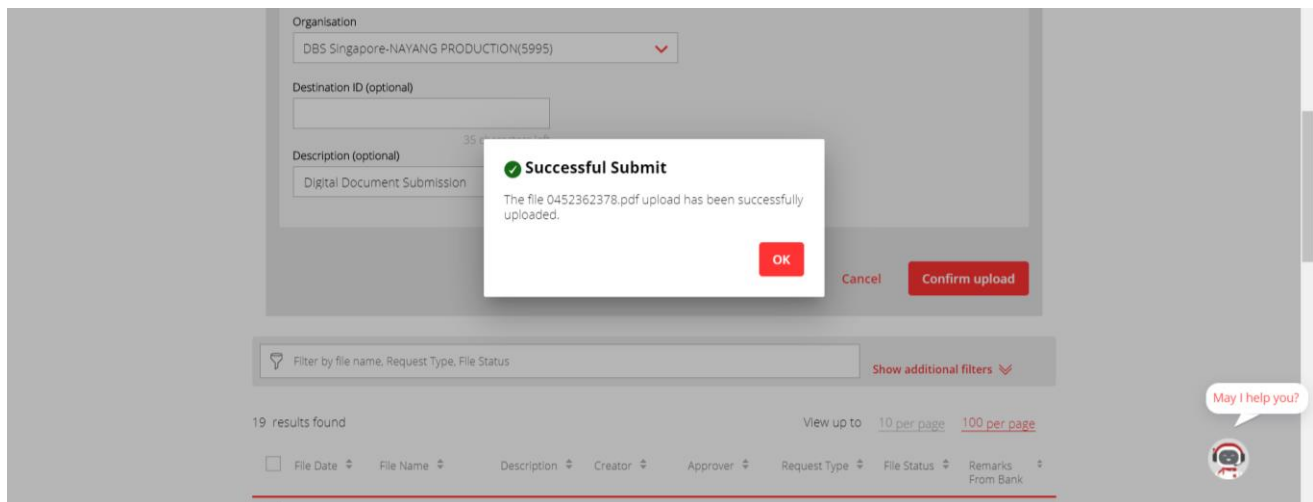 Organisation
DBS Singapore-NAYANG PRODUCTION(5995)
Destination ID (optional)
35
Description (optional)
Digital Document Submission
Successful Submit
The file 0452362378.pdf upload has been successfully
uploaded.
OK
Cancel
Confirm upload
Filter by file name, Request Type, File Status
Show additional filters
May I help you?
19 results found
View up to 10 per page 100 per page
File Date File Name Description Creator Approver Request Type File Status Remarks
From Bank